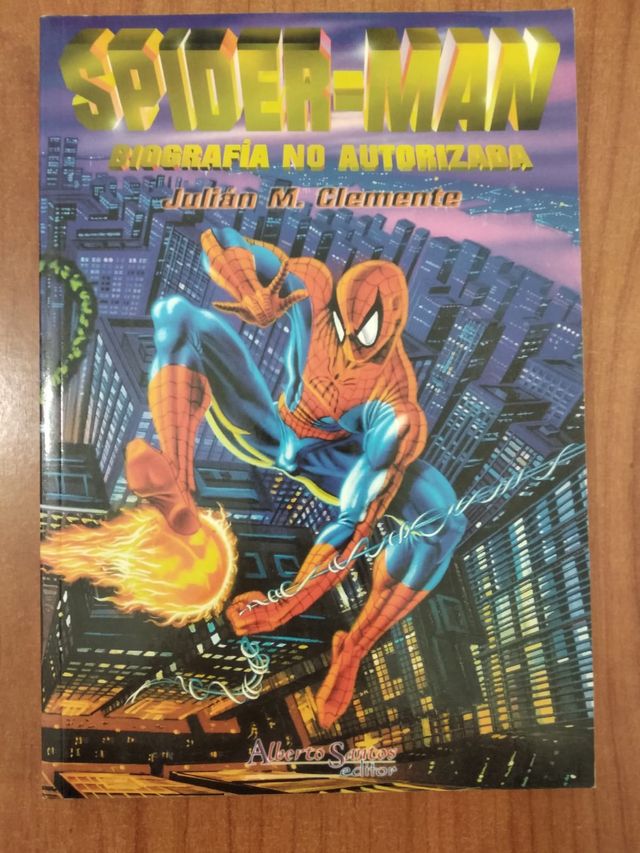 SPIDER-MAN
BIOGRAFÍA NO AUTORIZADA
Julián M. Clemente
Alberto Santos
editor